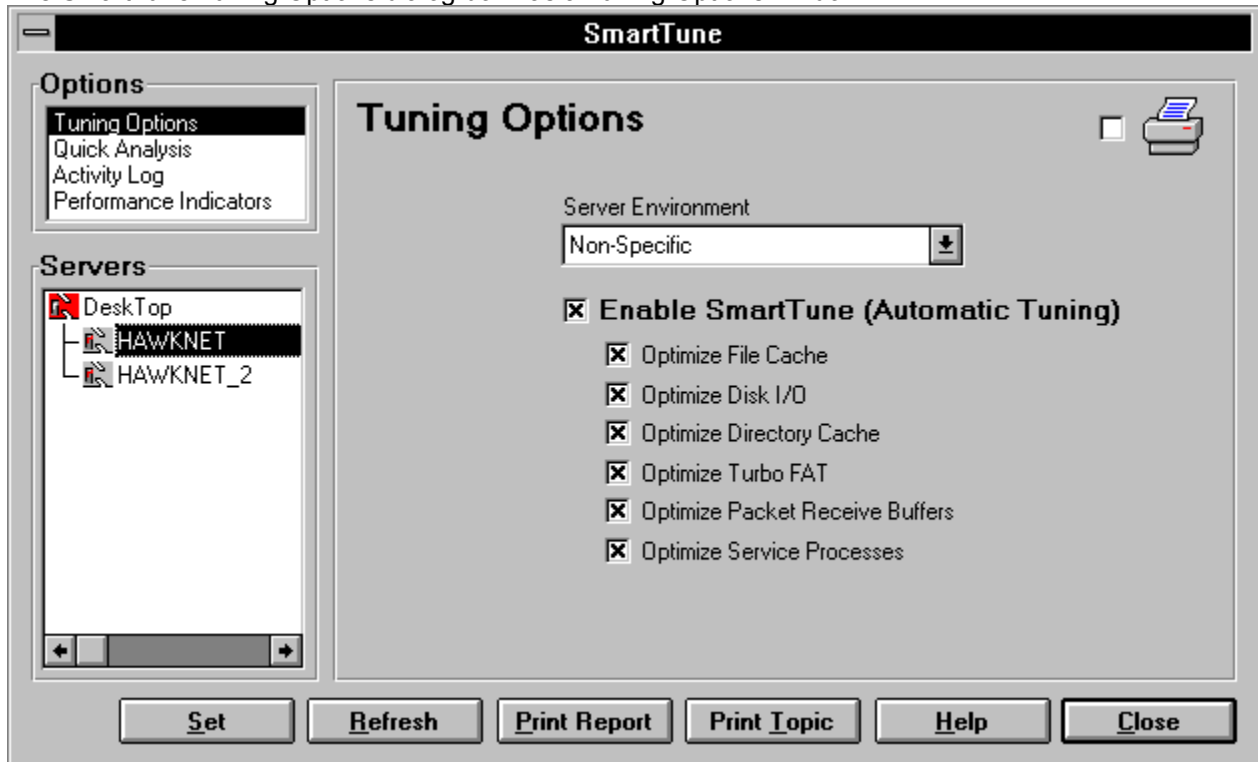 SmartTune
Options
Tuning Options
Quick Analysis
Activity Log
Performance Indicators
Servers
DeskTop
HAWKNET
HAWKNET_2
Tuning Options
Server Environment
Non-Specific
Enable SmartTune (Automatic Tuning)
Optimize File Cache
Optimize Disk I/O
Optimize Directory Cache
Optimize Turbo FAT
Optimize Packet Receive Buffers
Optimize Service Processes
Set
Refresh
Print Report
Print Topic
Help
Close